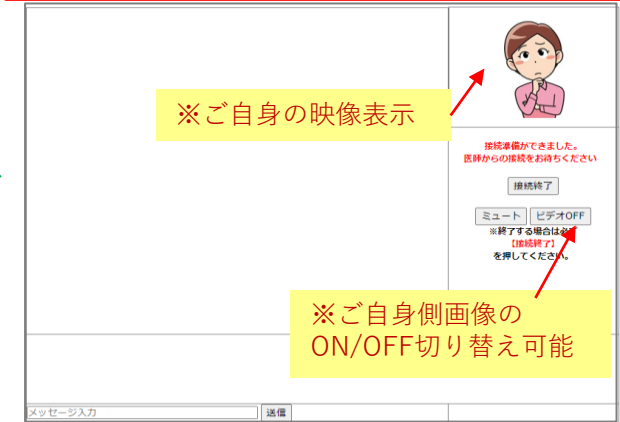 ※ご自身の映像表示
接続準備ができました。
医師からの接続をお待ちください
接続終了
ミュート
ビデオOFF
※終了する場合は必
【接続終了】
を押してください。
※ご自身側画像の
ON/OFF切り替え可能
メッセージ入力
送信